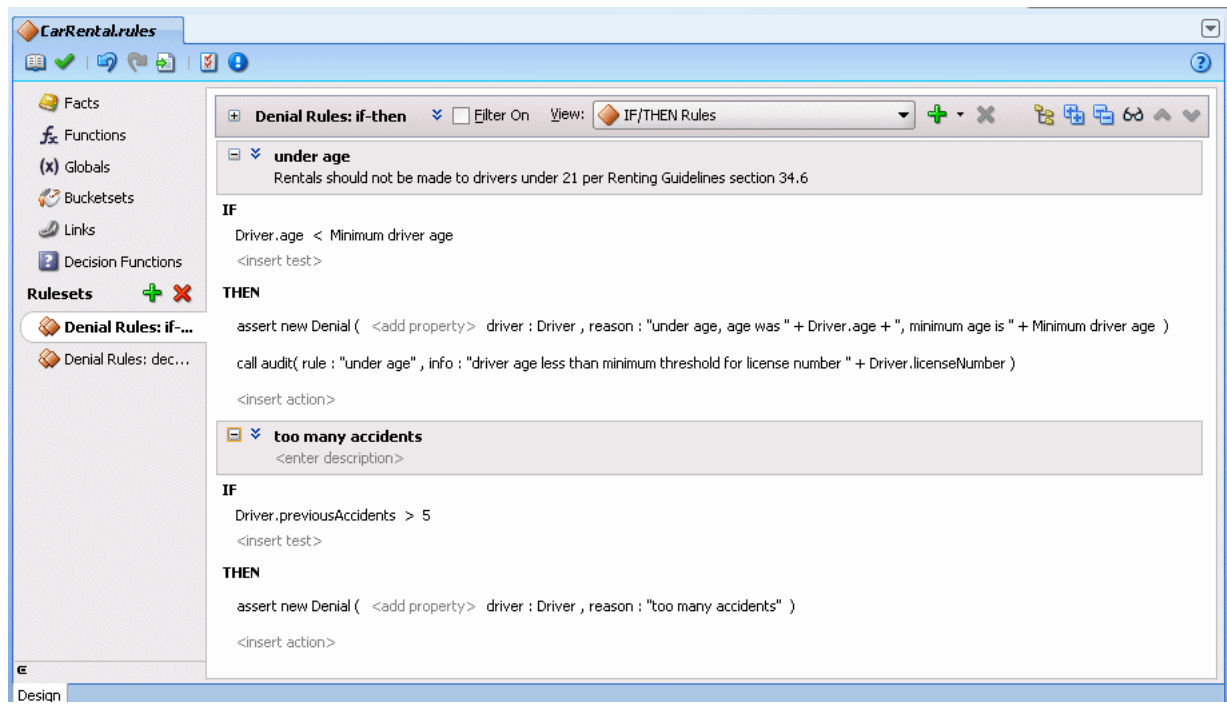 CarRental.rules
Facts
Functions
Globals
Bucketsets
Links
Decision Functions
Rulesets
Denial Rules: if-...
Denial Rules: dec...
Denial Rules: if-then
Filter On
View:
IF/THEN Rules
under age
Rentals should not be made to drivers under 21 per Renting Guidelines section 34.6
IF
Driver.age < Minimum driver age
<insert test>
THEN
assert new Denial ( <add property> driver : Driver , reason : "under age, age was " + Driver.age + ", minimum age is " + Minimum driver age )
call audit( rule : "under age" , info : "driver age less than minimum threshold for license number " + Driver.licenseNumber )
<insert action>
too many accidents
<enter description>
IF
Driver.previousAccidents > 5
<insert test>
THEN
assert new Denial ( <add property> driver : Driver , reason : "too many accidents" )
<insert action>
Design